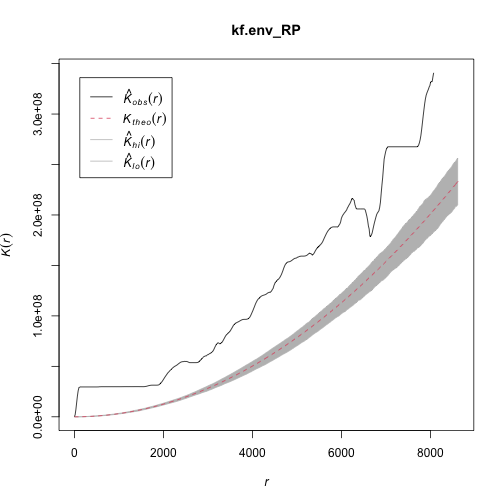 kf.env_RP
K̂obs(r)
Ktheo(r)
K̂hi(r)
K̂lo(r)
K(r)
0.0e+00
1.0e+08
2.0e+08
3.0e+08
0 2000 4000 6000 8000
r